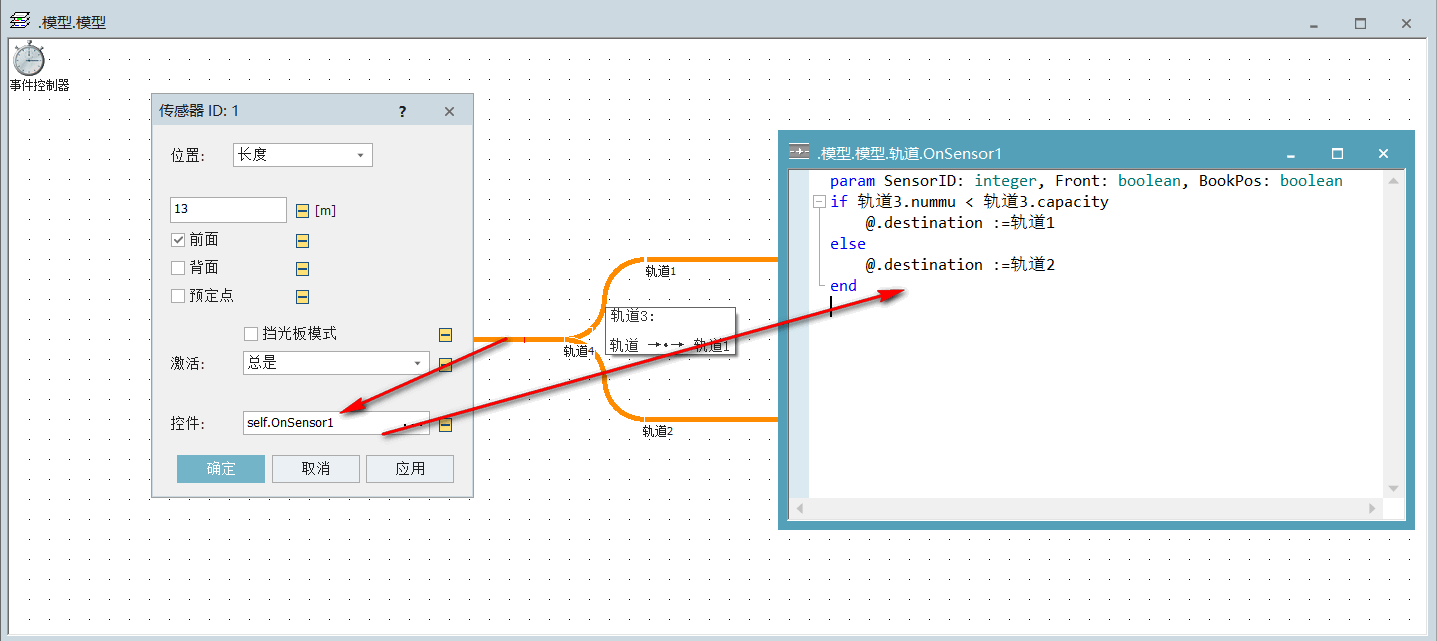 .模型.模型
事件控制器
传感器 ID: 1
?
位置:
长度
13
[m]
前面
背面
预定点
挡光板模式
激活:
总是
控件:
self.OnSensor1
...
确定
取消
应用
轨道1
轨道3:
轨道 →•→ 轨道1
轨道4
轨道2
.模型.模型.轨道.OnSensor1
param SensorID: integer, Front: boolean, BookPos: boolean
if 轨道3.nummu < 轨道3.capacity
@.destination :=轨道1
else
@.destination :=轨道2
end